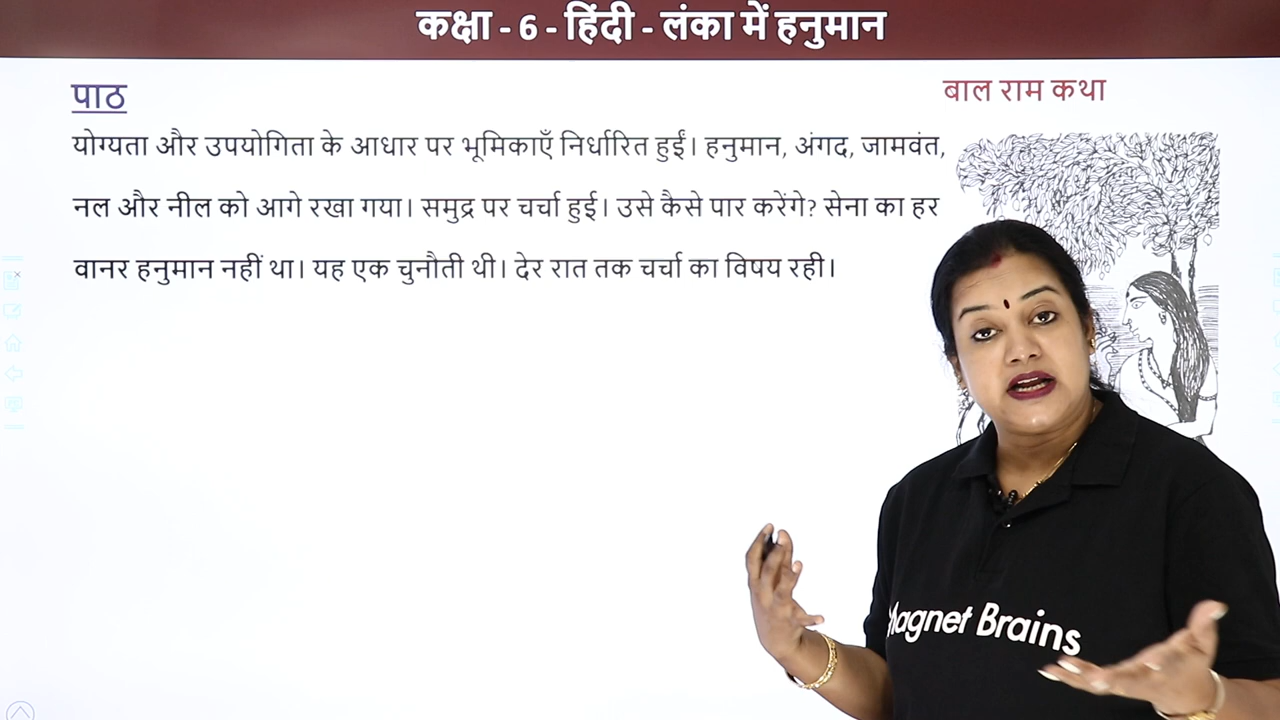 कक्षा - 6 - हिंदी - लंका में हनुमान
पाठ
बाल राम कथा
योग्यता और उपयोगिता के आधार पर भूमिकाएँ निर्धारित हुईं। हनुमान, अंगद, जामवंत,
नल और नील को आगे रखा गया। समुद्र पर चर्चा हुई। उसे कैसे पार करेंगे? सेना का हर
वानर हनुमान नहीं था। यह एक चुनौती थी। देर रात तक चर्चा का विषय रही।
Magnet Brains